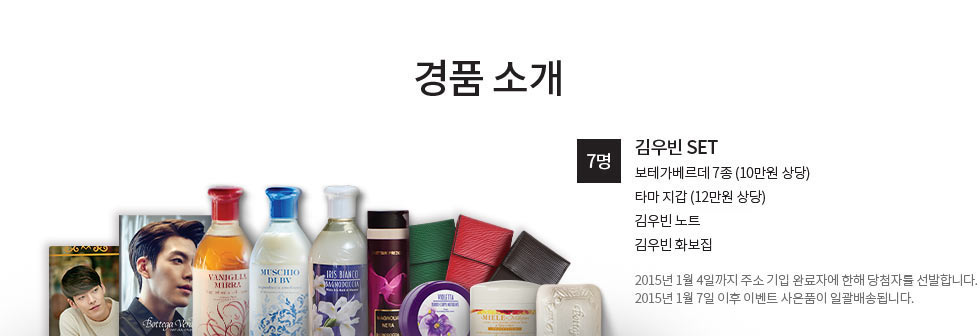 경품 소개
7명
김우빈 SET
보테가베르데 7종 (10만원 상당)
타마 지갑 (12만원 상당)
김우빈 노트
김우빈 화보집
2015년 1월 4일까지 주소 기입 완료자에 한해 당첨자를 선발합니다.
2015년 1월 7일 이후 이벤트 사은품이 일괄배송됩니다.
Bottega Ver
VANIGLIA
MIRRA
MUSCHIO
DI BV
IRIS BIANCO
NERA
VIOLETTA
MIELE